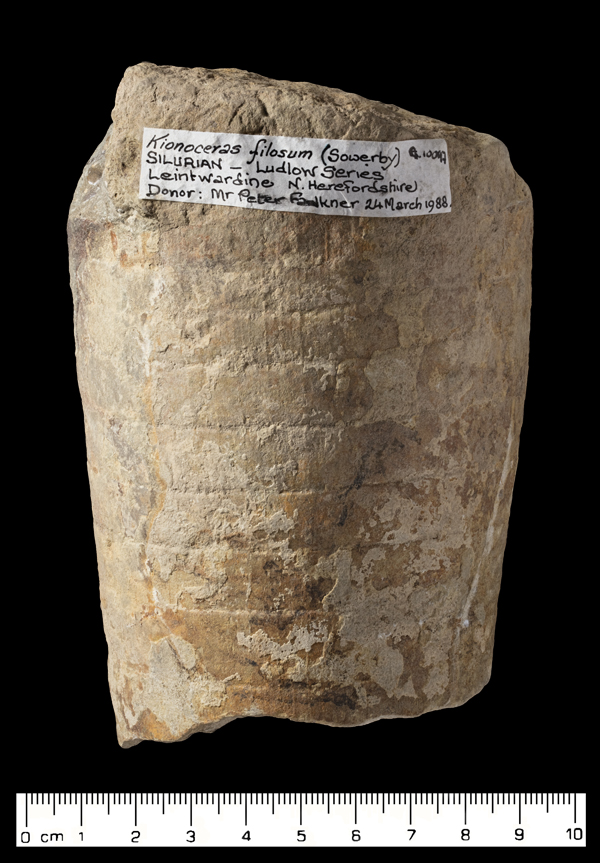 Kionoceras filosum (Sowerby)
SILURIAN – Ludlow Series
Leintwardine N. Herefordshire
Donor: Mr Peter Faulkner 24 March 1988.
0 cm 1 2 3 4 5 6 7 8 9 10